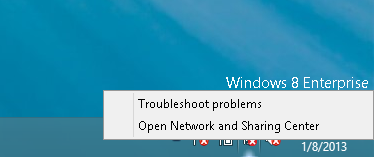 Windows 8 Enterprise
Troubleshoot problems
Open Network and Sharing Center
1/8/2013